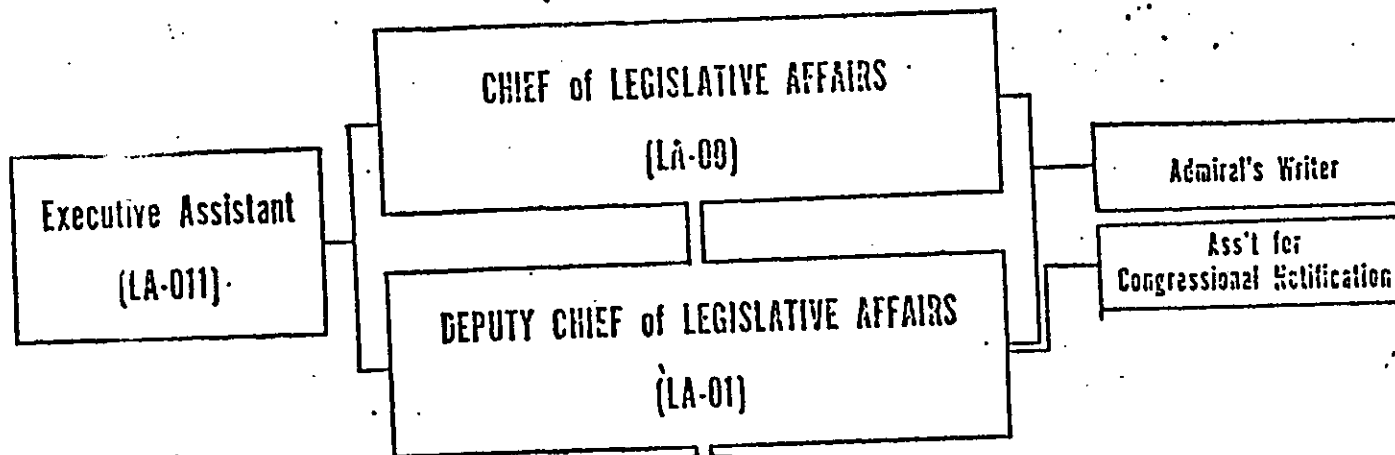 CHIEF of LEGISLATIVE AFFAIRS
(LA-00)
Executive Assistant
(LA-011)
Admiral's Writer
Ass't for
Congressional Notification
DEPUTY CHIEF of LEGISLATIVE AFFAIRS
(LA-01)